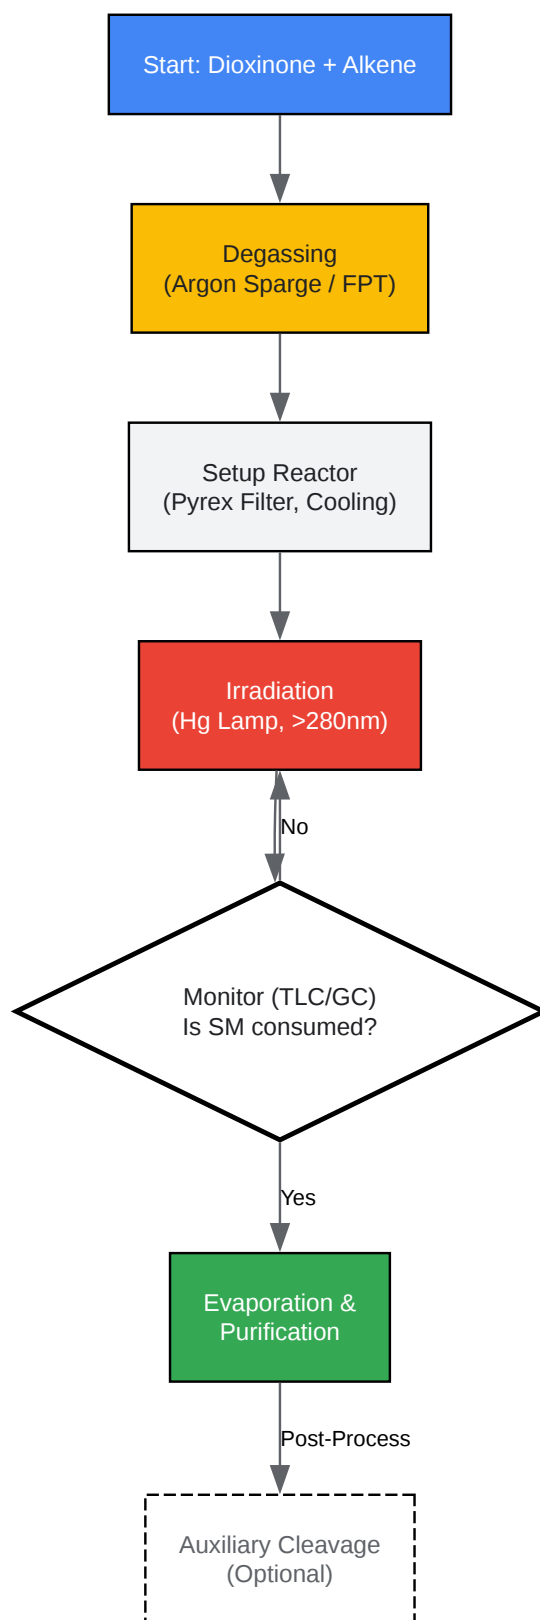 Start: Dioxinone + Alkene
Degassing
(Argon Sparge / FPT)
Setup Reactor
(Pyrex Filter, Cooling)
Irradiation
(Hg Lamp, >280nm)
No
Monitor (TLC/GC)
Is SM consumed?
Yes
Evaporation &
Purification
Post-Process
Auxiliary Cleavage
(Optional)